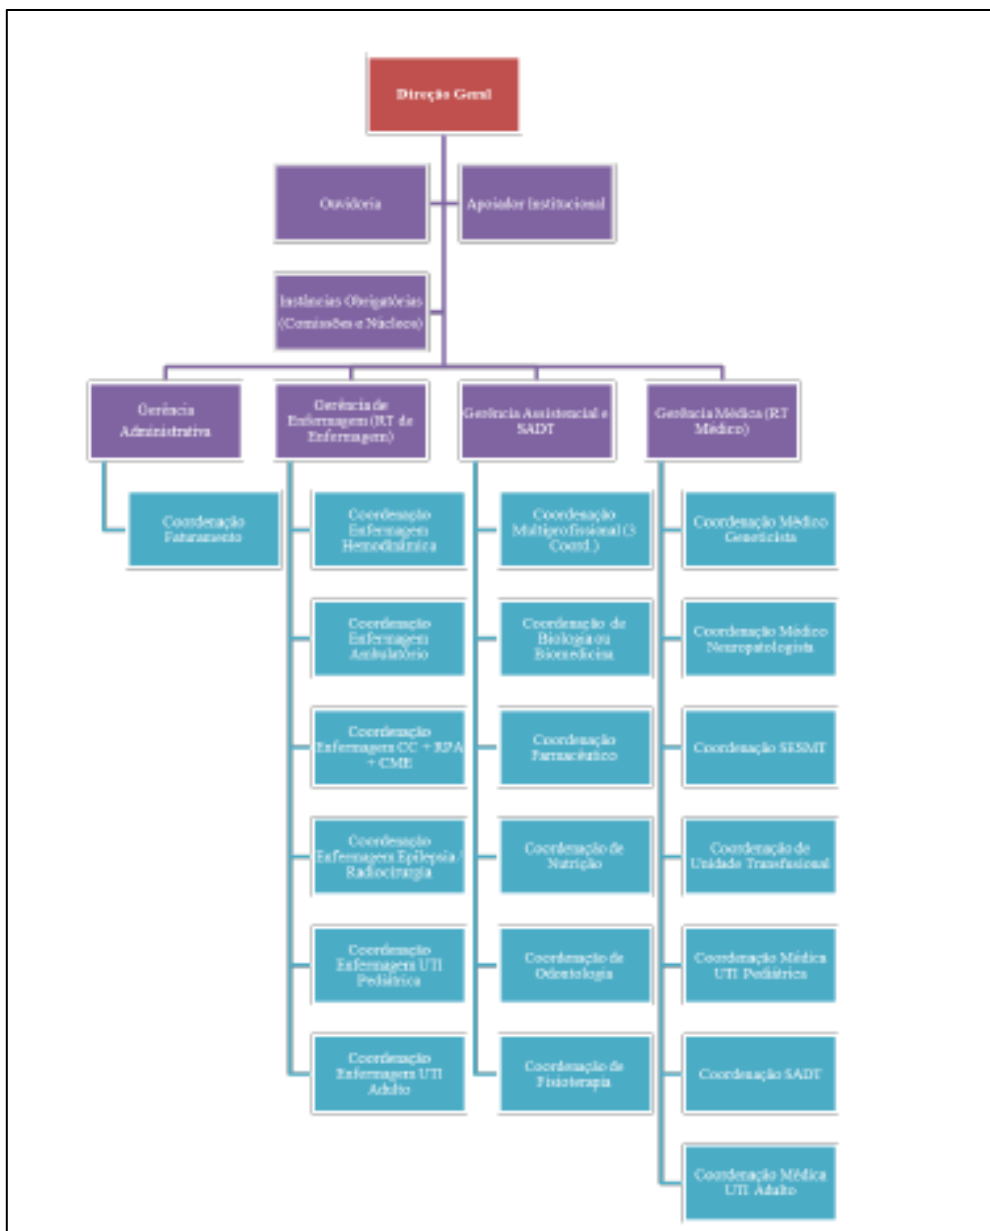 Direção Geral
Ouvidoria
Apoiador Institucional
Instâncias Obrigatórias
(Comissões e Núcleos)
Gerência
Administrativa
Gerência de
Enfermagem (RT de
Enfermagem)
Gerência Assistencial e
SADT
Gerência Médica (RT
Médico)
Coordenação
Faturamento
Coordenação
Enfermagem
Hemodinâmica
Coordenação
Enfermagem
Ambulatório
Coordenação
Enfermagem CC + RPA
+ CME
Coordenação
Enfermagem Epilepsia /
Radiocirurgia
Coordenação
Enfermagem UTI
Pediátrica
Coordenação
Enfermagem UTI
Adulto
Coordenação
Multiprofissional (3
Coord.)
Coordenação de
Biologia ou
Biomedicina
Coordenação
Farmacêutico
Coordenação de
Nutrição
Coordenação de
Odontologia
Coordenação de
Fisioterapia
Coordenação Médico
Geneticista
Coordenação Médico
Neuropatologista
Coordenação SESMT
Coordenação de
Unidade Transfusional
Coordenação Médica
UTI Pediátrica
Coordenação SADT
Coordenação Médica
UTI Adulto